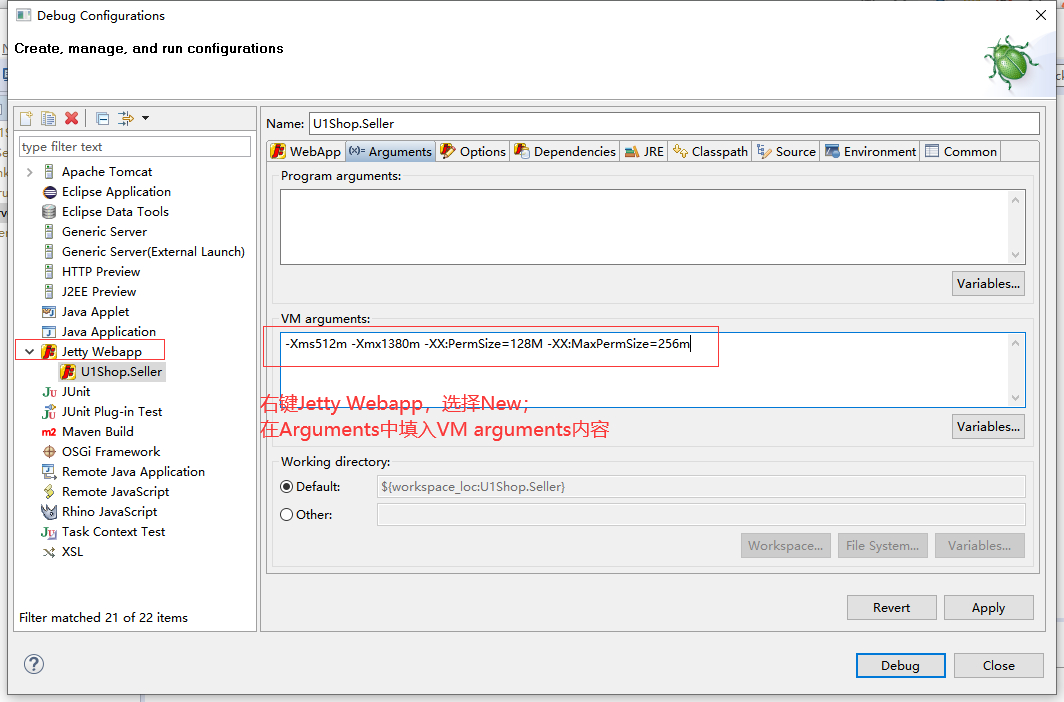 Debug Configurations
Create, manage, and run configurations
type filter text
Apache Tomcat
Eclipse Application
Eclipse Data Tools
Generic Server
Generic Server(External Launch)
HTTP Preview
J2EE Preview
Java Applet
Java Application
Jetty Webapp
U1Shop.Seller
JUnit
JUnit Plug-in Test
Maven Build
OSGi Framework
Remote Java Application
Remote JavaScript
Rhino JavaScript
Task Context Test
XSL
Filter matched 21 of 22 items
Name: U1Shop.Seller
WebApp (x)= Arguments Options Dependencies JRE Classpath Source Environment Common
Program arguments:
Variables...
VM arguments:
-Xms512m -Xmx1380m -XX:PermSize=128M -XX:MaxPermSize=256m
右键Jetty Webapp，选择New；
在Arguments中填入VM arguments内容
Variables...
Working directory:
Default: ${workspace_loc:U1Shop.Seller}
Other:
Workspace... File System... Variables...
Revert Apply
Debug Close